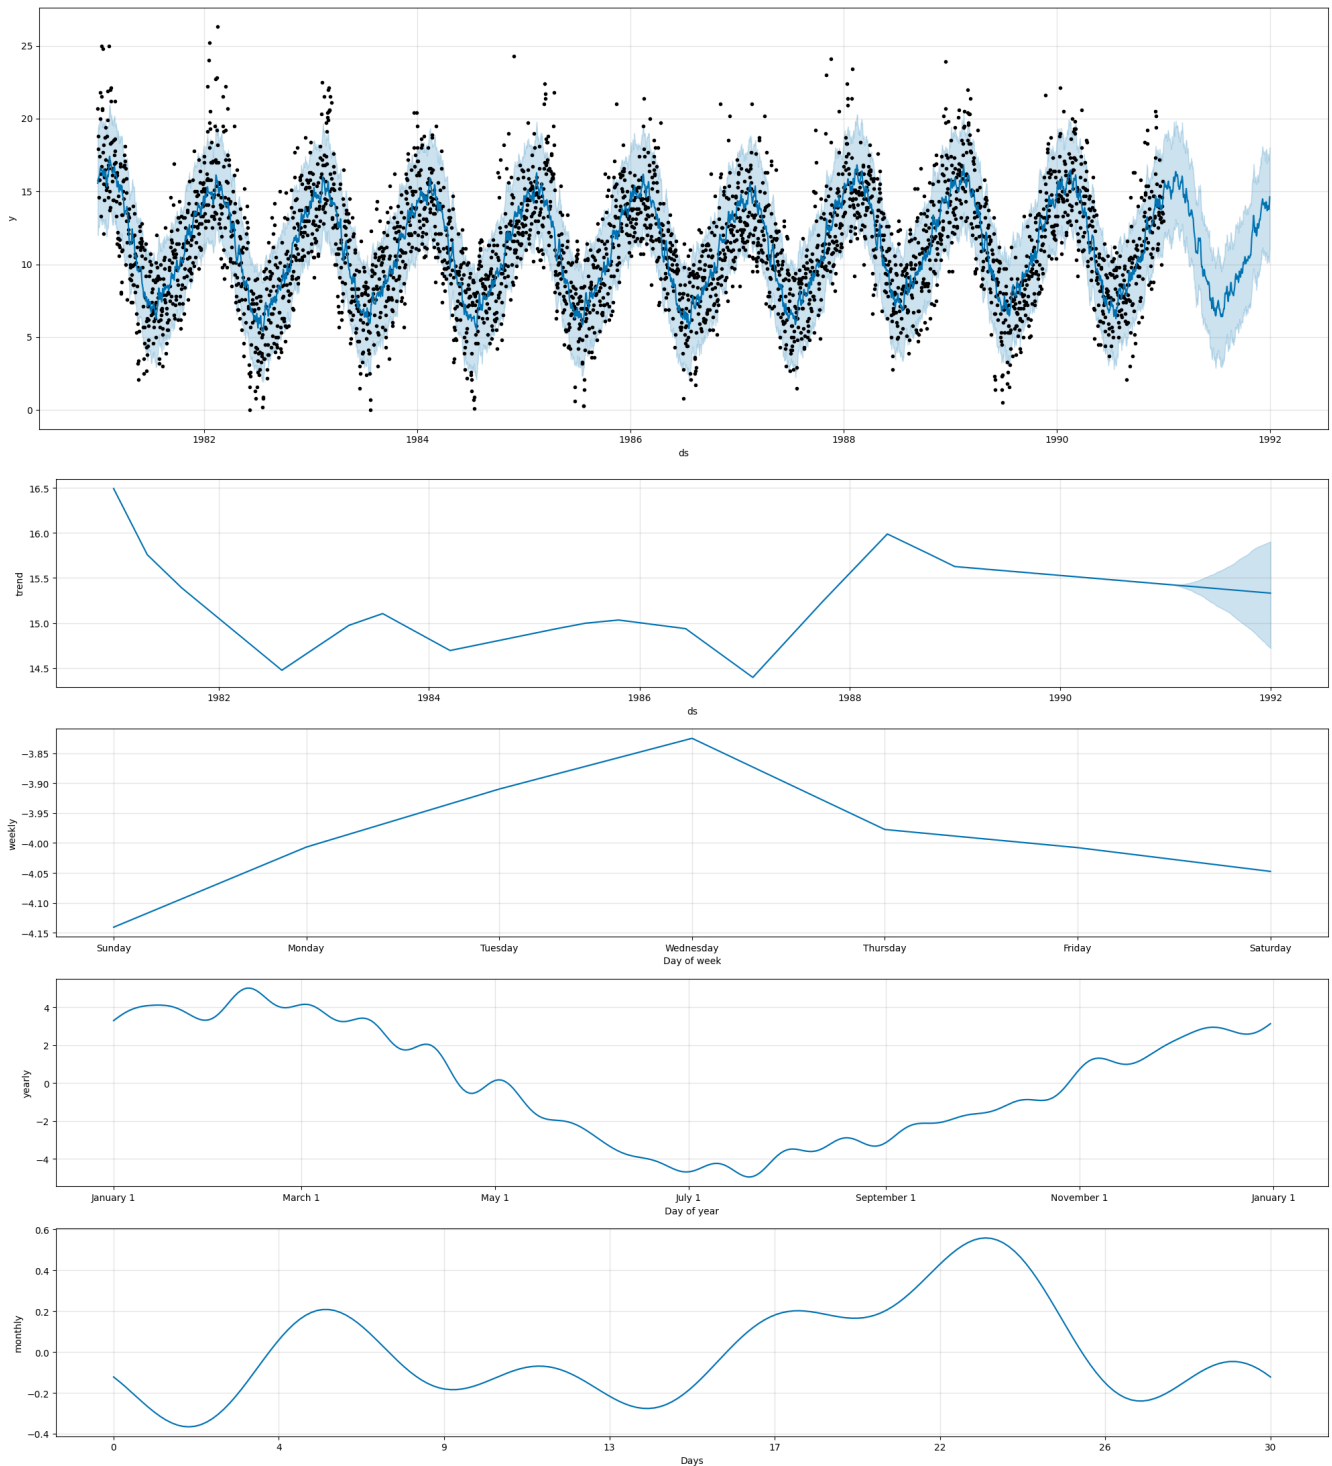 25
20
15
10
5
0
y
1982 1984 1986 1988 1990 1992
ds
16.5
16.0
15.5
15.0
14.5
trend
1982 1984 1986 1988 1990 1992
ds
−3.85
−3.90
−3.95
−4.00
−4.05
−4.10
−4.15
weekly
Sunday Monday Tuesday Wednesday Thursday Friday Saturday
Day of week
4
2
0
−2
−4
yearly
January 1 March 1 May 1 July 1 September 1 November 1 January 1
Day of year
0.6
0.4
0.2
0.0
−0.2
−0.4
monthly
0 4 9 13 17 22 26 30
Days